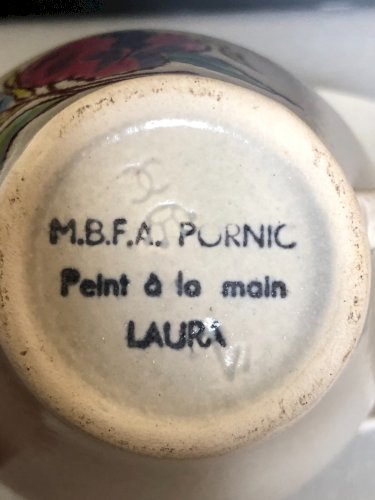 M.B.F.A. PORNIC
Peint à la main
LAURA